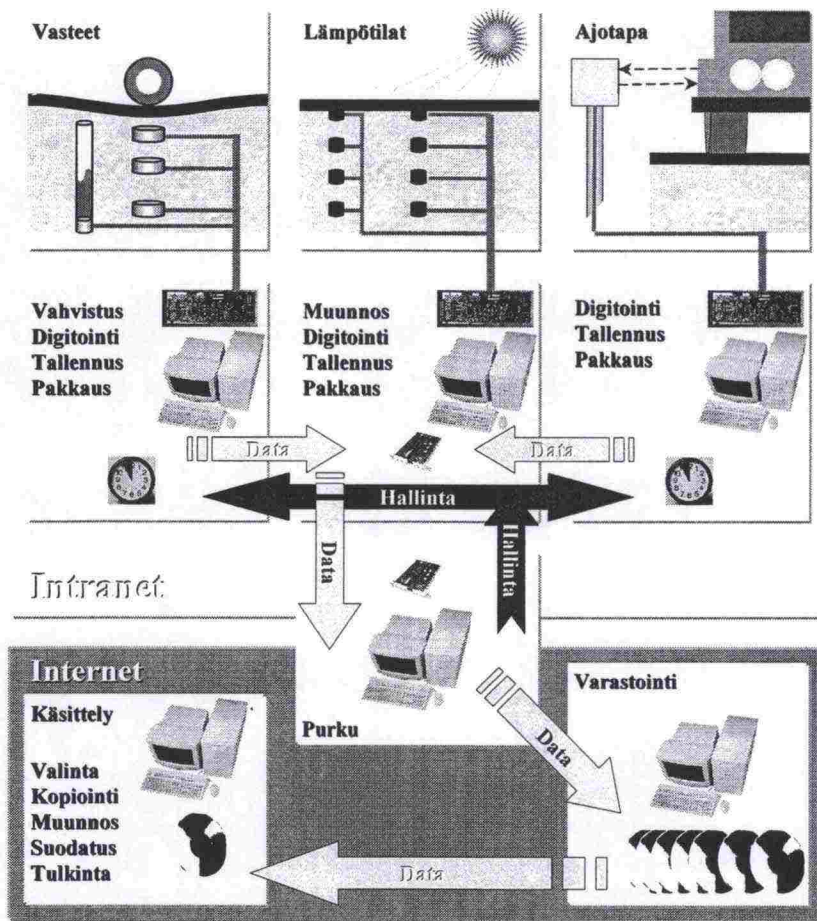 Vasteet
Lämpötilat
Ajotapa
Vahvistus
Digitointi
Tallennus
Pakkaus
Muunnos
Digitointi
Tallennus
Pakkaus
Digitointi
Tallennus
Pakkaus
Data
Data
Hallinta
Data
Hallinta
Intranet
Internet
Käsittely
Valinta
Kopiointi
Muunnos
Suodatus
Tulkinta
Purku
Data
Varastointi
Data